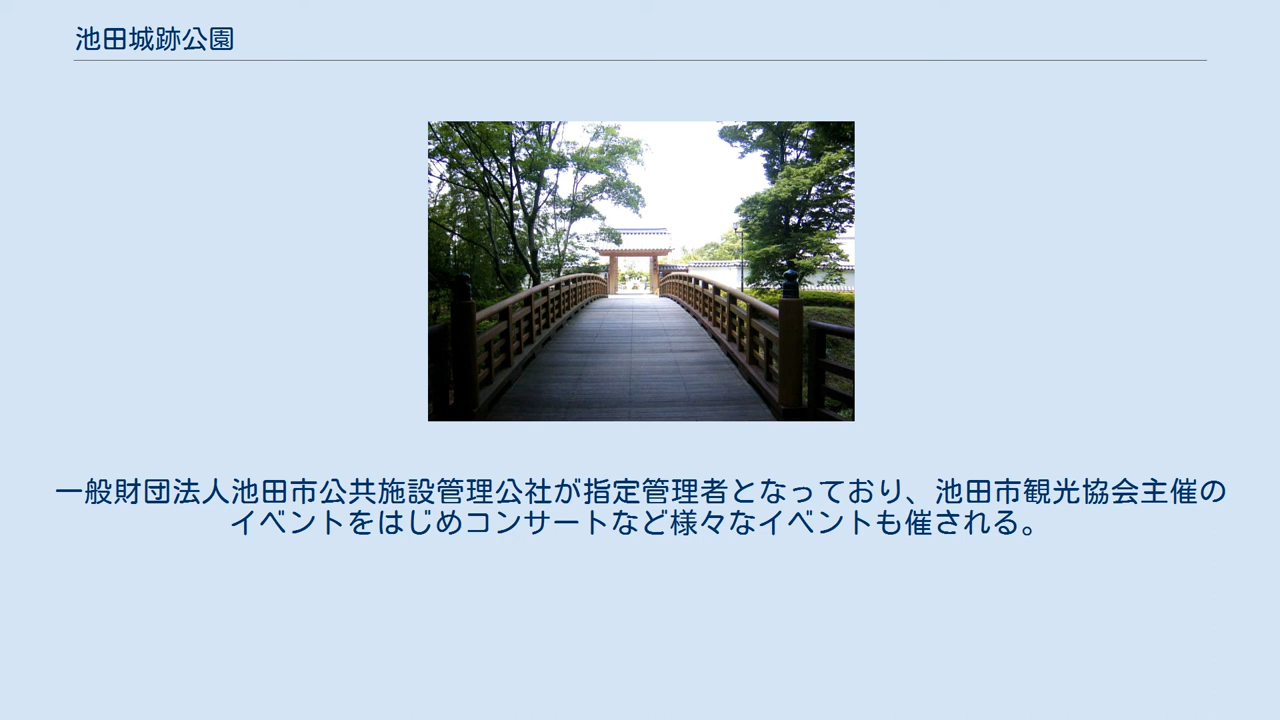 池田城跡公園
一般財団法人池田市公共施設管理公社が指定管理者となっており、池田市観光協会主催の
イベントをはじめコンサートなど様々なイベントも催される。